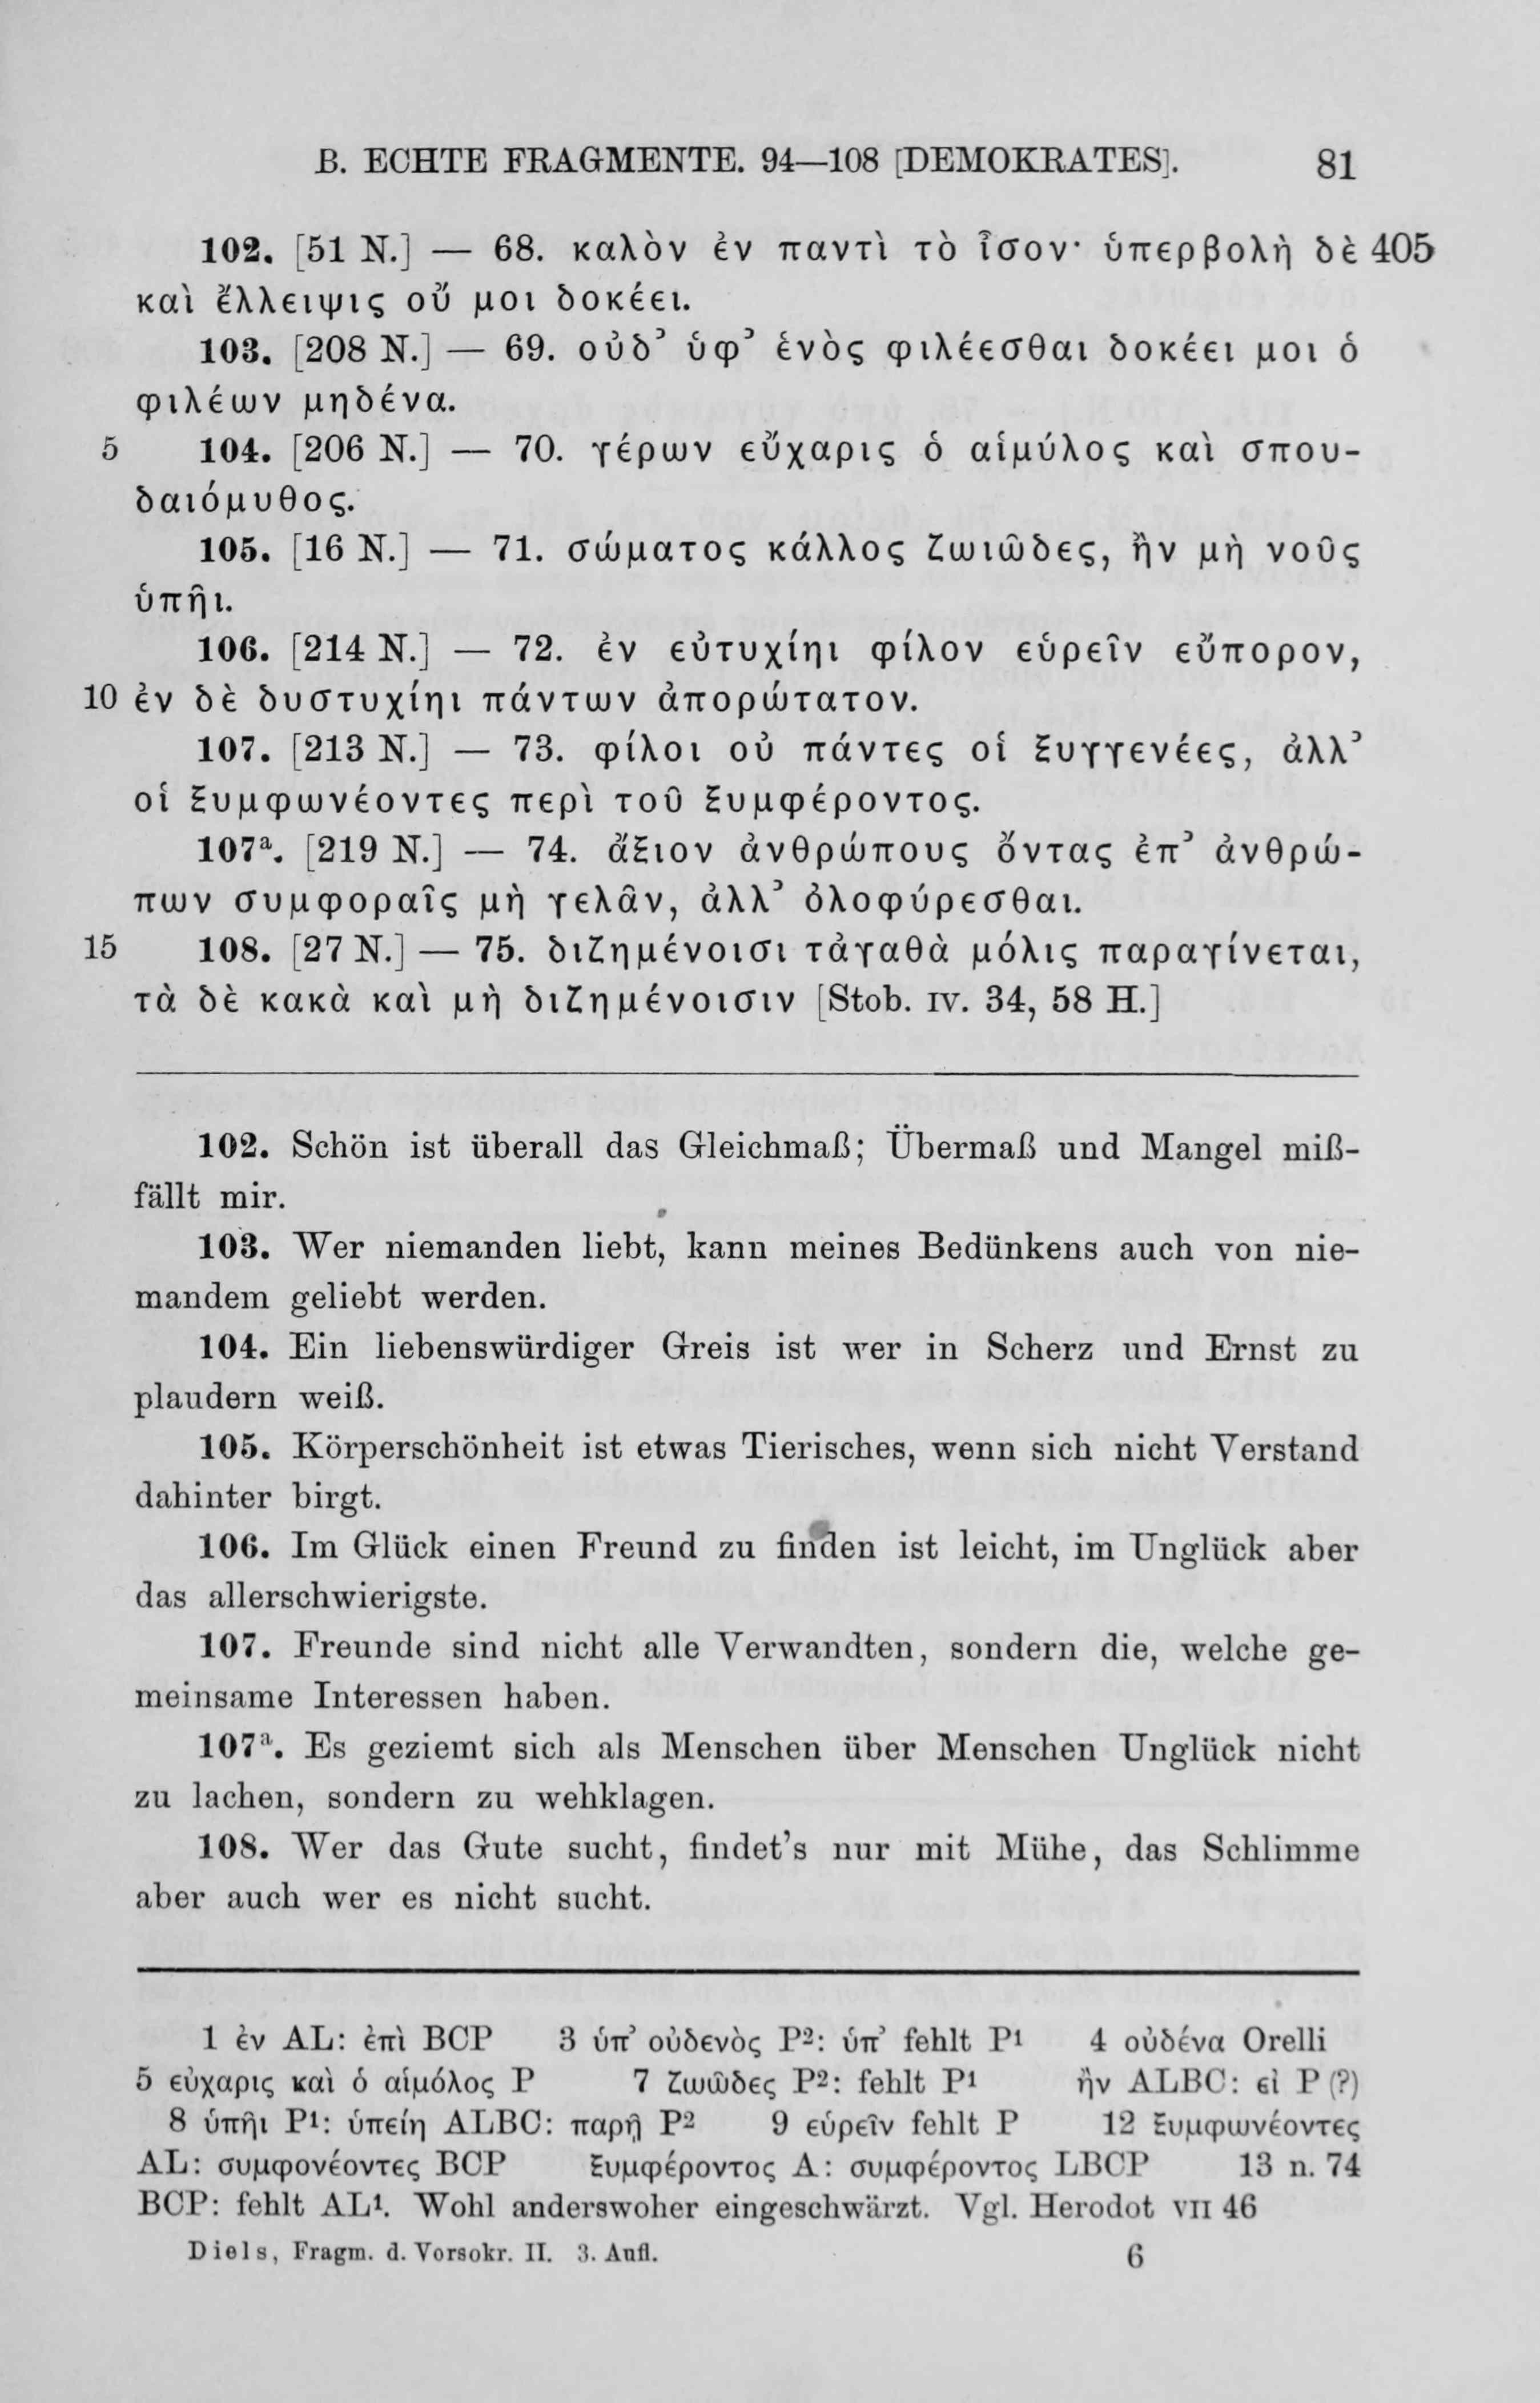 B. ECHTE FRAGMENTE. 94—108 [DEMOKRATES]. 81
102. [51 N.] — 68. καλὸν ἐν παντὶ τὸ ἶσον· ὑπερβολὴ δὲ 405
καὶ ἔλλειψις οὔ μοι δοκέει.
103. [208 N.] — 69. οὐδ᾽ ὑφ᾽ ἑνὸς φιλέεσθαι δοκέει μοι ὁ
φιλέων μηδένα.
5 104. [206 N.] — 70. γέρων εὔχαρις ὁ αἱμύλος καὶ σπου-
δαιόμυθος.
105. [16 N.] — 71. σώματος κάλλος ζωιῶδες, ἢν μὴ νοῦς
ὑπῆι.
106. [214 N.] — 72. ἐν εὐτυχίηι φίλον εὑρεῖν εὔπορον,
10 ἐν δὲ δυστυχίηι πάντων ἀπορώτατον.
107. [213 N.] — 73. φίλοι οὐ πάντες οἱ ξυγγενέες, ἀλλ᾽
οἱ ξυμφωνέοντες περὶ τοῦ ξυμφέροντος.
107ᵃ. [219 N.] — 74. ἄξιον ἀνθρώπους ὄντας ἐπ᾽ ἀνθρώ-
πων συμφοραῖς μὴ γελᾶν, ἀλλ᾽ ὀλοφύρεσθαι.
15 108. [27 N.] — 75. διζημένοισι τἀγαθὰ μόλις παραγίνεται,
τὰ δὲ κακὰ καὶ μὴ διζημένοισιν [Stob. IV. 34, 58 H.]
102. Schön ist überall das Gleichmaß; Übermaß und Mangel miß-
fällt mir.
103. Wer niemanden liebt, kann meines Bedünkens auch von nie-
mandem geliebt werden.
104. Ein liebenswürdiger Greis ist wer in Scherz und Ernst zu
plaudern weiß.
105. Körperschönheit ist etwas Tierisches, wenn sich nicht Verstand
dahinter birgt.
106. Im Glück einen Freund zu finden ist leicht, im Unglück aber
das allerschwierigste.
107. Freunde sind nicht alle Verwandten, sondern die, welche ge-
meinsame Interessen haben.
107ᵃ. Es geziemt sich als Menschen über Menschen Unglück nicht
zu lachen, sondern zu wehklagen.
108. Wer das Gute sucht, findet's nur mit Mühe, das Schlimme
aber auch wer es nicht sucht.
1 ἐν AL: ἐπὶ BCP 3 ὑπ᾽ οὐδενὸς P²: ὑπ᾽ fehlt P¹ 4 οὐδένα Orelli
5 εὐχαρις καὶ ὁ αἱμόλος P 7 ζωῶδες P²: fehlt P¹ ἢν ALBC: εἰ P (?)
8 ὑπῆι P¹: ὑπείη ALBC: παρῇ P² 9 εὑρεῖν fehlt P 12 ξυμφωνέοντες
AL: συμφονέοντες BCP ξυμφέροντος A: συμφέροντος LBCP 13 n. 74
BCP: fehlt AL¹. Wohl anderswoher eingeschwärzt. Vgl. Herodot VII 46
Diels, Fragm. d. Vorsokr. II. 3. Aufl. 6